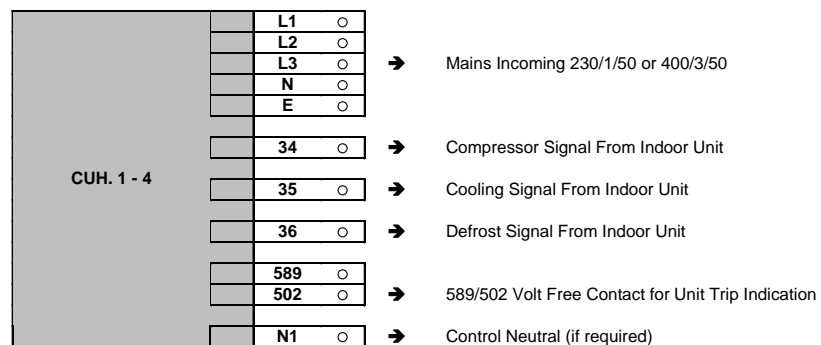 L1
L2
L3 ➔ Mains Incoming 230/1/50 or 400/3/50
N
E
34 ➔ Compressor Signal From Indoor Unit
CUH. 1 - 4
35 ➔ Cooling Signal From Indoor Unit
36 ➔ Defrost Signal From Indoor Unit
589
502 ➔ 589/502 Volt Free Contact for Unit Trip Indication
N1 ➔ Control Neutral (if required)